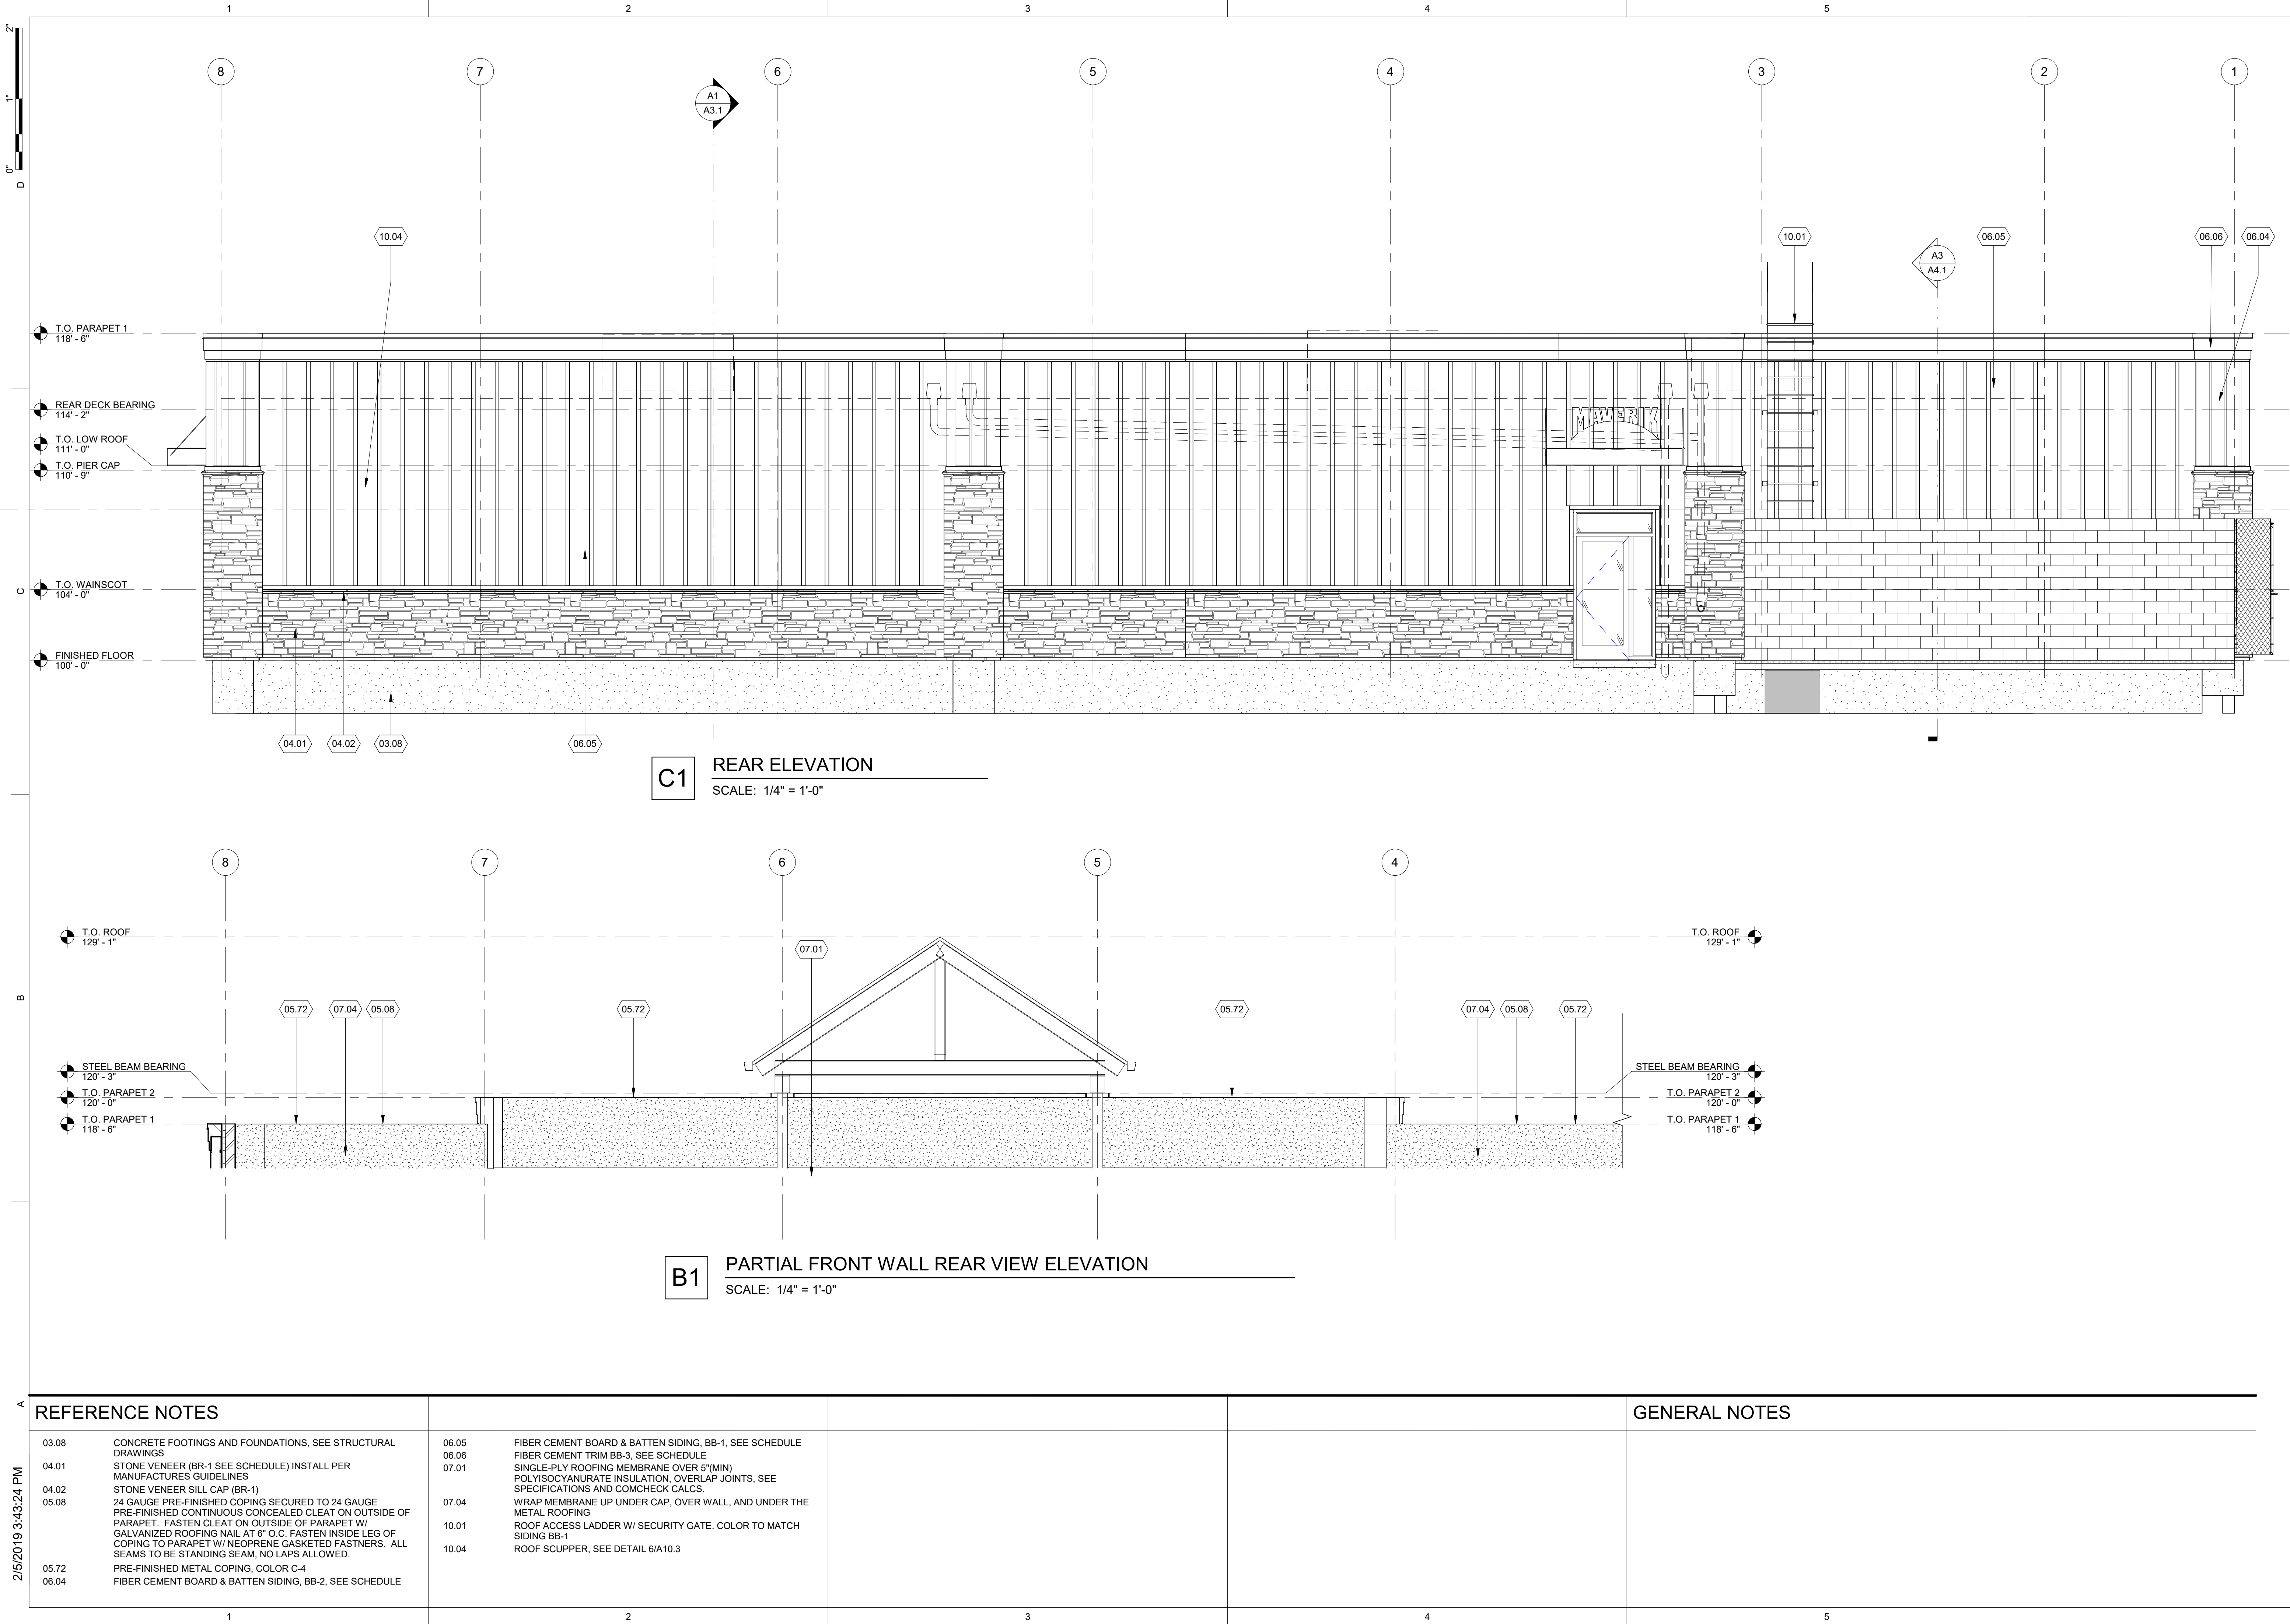 1 2 3 4 5
2"
1"
0"
D
C
B
A
8 7 6 5 4 3 2 1
A1
A3.1
10.04
10.01
06.05
06.06
06.04
A3
A4.1
T.O. PARAPET 1
118' - 6"
REAR DECK BEARING
114' - 2"
T.O. LOW ROOF
111' - 0"
T.O. PIER CAP
110' - 9"
MAVERIK
T.O. WAINSCOT
104' - 0"
FINISHED FLOOR
100' - 0"
04.01
04.02
03.08
06.05
C1
REAR ELEVATION
SCALE: 1/4" = 1'-0"
8 7 6 5 4
T.O. ROOF
129' - 1"
07.01
T.O. ROOF
129' - 1"
05.72
07.04
05.08
05.72
05.72
07.04
05.08
05.72
STEEL BEAM BEARING
120' - 3"
T.O. PARAPET 2
120' - 0"
T.O. PARAPET 1
118' - 6"
STEEL BEAM BEARING
120' - 3"
T.O. PARAPET 2
120' - 0"
T.O. PARAPET 1
118' - 6"
B1
PARTIAL FRONT WALL REAR VIEW ELEVATION
SCALE: 1/4" = 1'-0"
REFERENCE NOTES
03.08 CONCRETE FOOTINGS AND FOUNDATIONS, SEE STRUCTURAL
DRAWINGS
04.01 STONE VENEER (BR-1 SEE SCHEDULE) INSTALL PER
MANUFACTURES GUIDELINES
04.02 STONE VENEER SILL CAP (BR-1)
05.08 24 GAUGE PRE-FINISHED COPING SECURED TO 24 GAUGE
PRE-FINISHED CONTINUOUS CONCEALED CLEAT ON OUTSIDE OF
PARAPET. FASTEN CLEAT ON OUTSIDE OF PARAPET W/
GALVANIZED ROOFING NAIL AT 6" O.C. FASTEN INSIDE LEG OF
COPING TO PARAPET W/ NEOPRENE GASKETED FASTNERS. ALL
SEAMS TO BE STANDING SEAM, NO LAPS ALLOWED.
05.72 PRE-FINISHED METAL COPING, COLOR C-4
06.04 FIBER CEMENT BOARD & BATTEN SIDING, BB-2, SEE SCHEDULE
06.05 FIBER CEMENT BOARD & BATTEN SIDING, BB-1, SEE SCHEDULE
06.06 FIBER CEMENT TRIM BB-3, SEE SCHEDULE
07.01 SINGLE-PLY ROOFING MEMBRANE OVER 5"(MIN)
POLYISOCYANURATE INSULATION, OVERLAP JOINTS, SEE
SPECIFICATIONS AND COMCHECK CALCS.
07.04 WRAP MEMBRANE UP UNDER CAP, OVER WALL, AND UNDER THE
METAL ROOFING
10.01 ROOF ACCESS LADDER W/ SECURITY GATE. COLOR TO MATCH
SIDING BB-1
10.04 ROOF SCUPPER, SEE DETAIL 6/A10.3
GENERAL NOTES
2/5/2019 3:43:24 PM
1 2 3 4 5